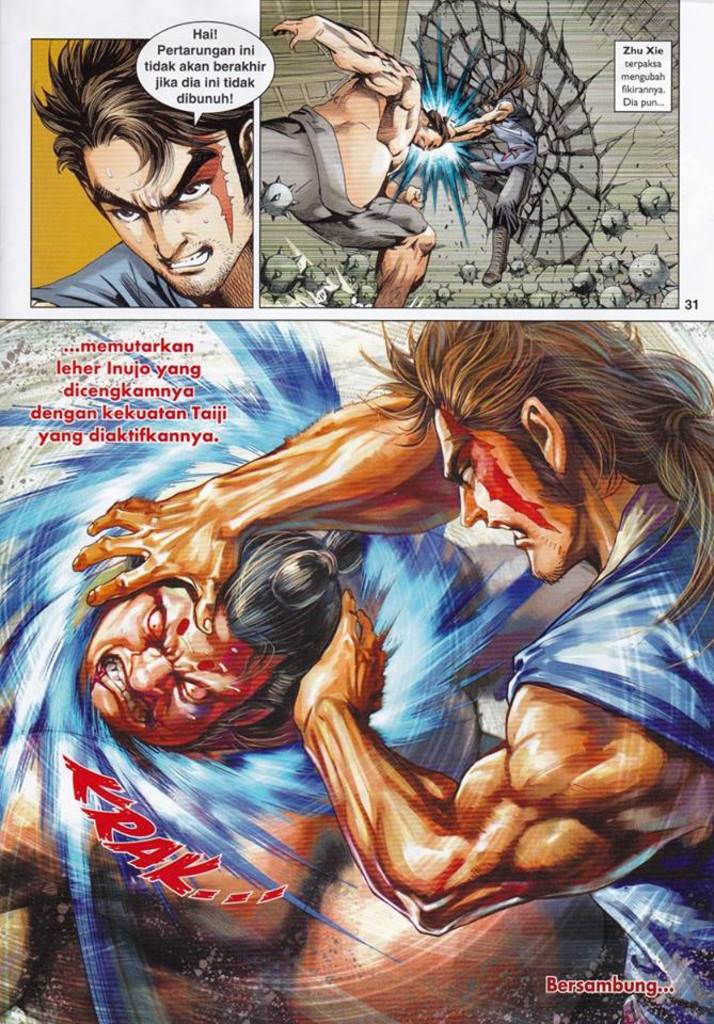 Hai!
Pertarungan ini
tidak akan berakhir
jika dia ini tidak
dibunuh!
Zhu Xie
terpaksa
mengubah
fikirannya.
Dia pun...
31
...memutarkan
leher Inujo yang
dicengkamnya
dengan kekuatan Taiji
yang diaktifkannya.
KRAK...
Bersambung...